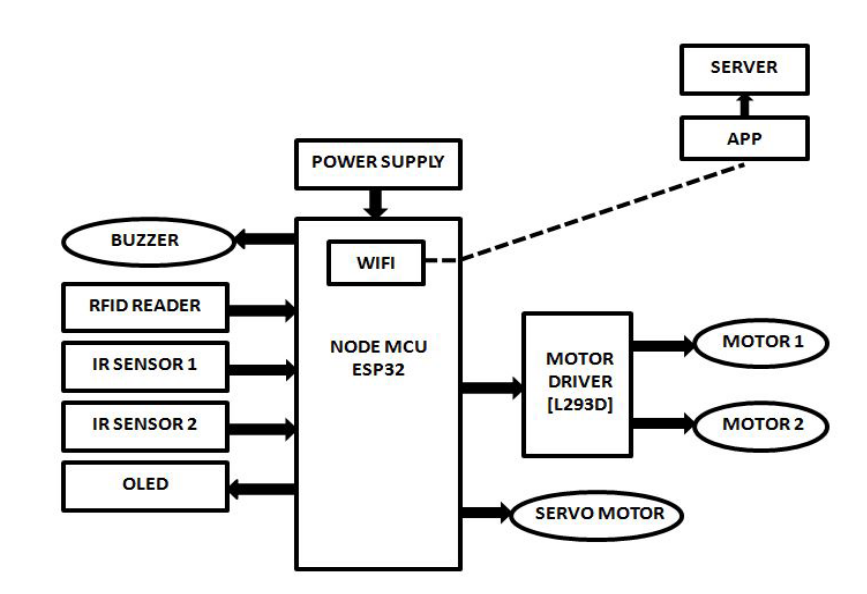 SERVER
APP
POWER SUPPLY
BUZZER
WIFI
RFID READER
NODE MCU
ESP32
IR SENSOR 1
IR SENSOR 2
OLED
MOTOR
DRIVER
[L293D]
MOTOR 1
MOTOR 2
SERVO MOTOR